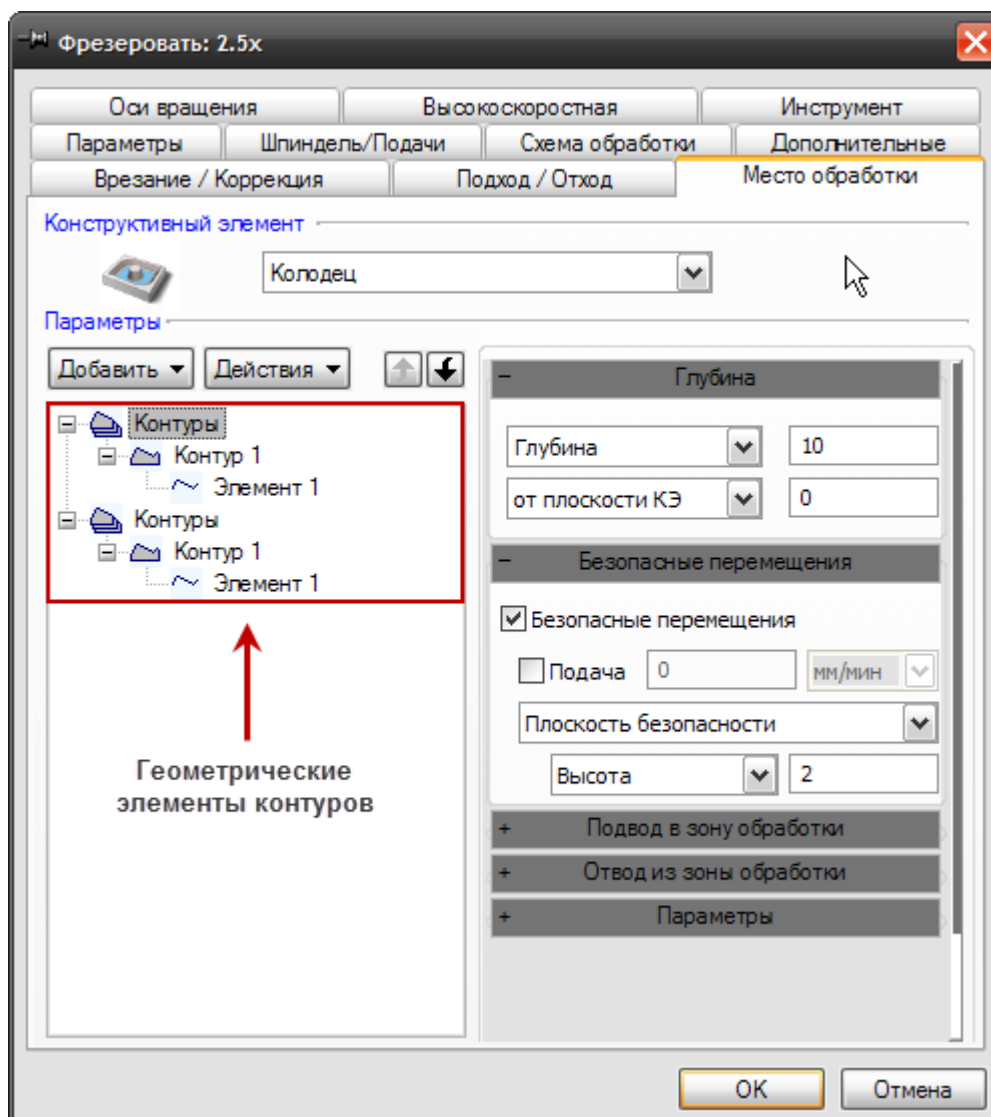 Фрезеровать: 2.5x
Оси вращения Высокоскоростная Инструмент
Параметры Шпиндель/Подачи Схема обработки Дополнительные
Врезание / Коррекция Подход / Отход Место обработки
Конструктивный элемент
Колодец
Параметры
Добавить Действия
Контуры
Контур 1
Элемент 1
Контуры
Контур 1
Элемент 1
Геометрические
элементы контуров
− Глубина
Глубина 10
от плоскости КЭ 0
− Безопасные перемещения
Безопасные перемещения
Подача 0 мм/мин
Плоскость безопасности
Высота 2
+ Подвод в зону обработки
+ Отвод из зоны обработки
+ Параметры
OK Отмена